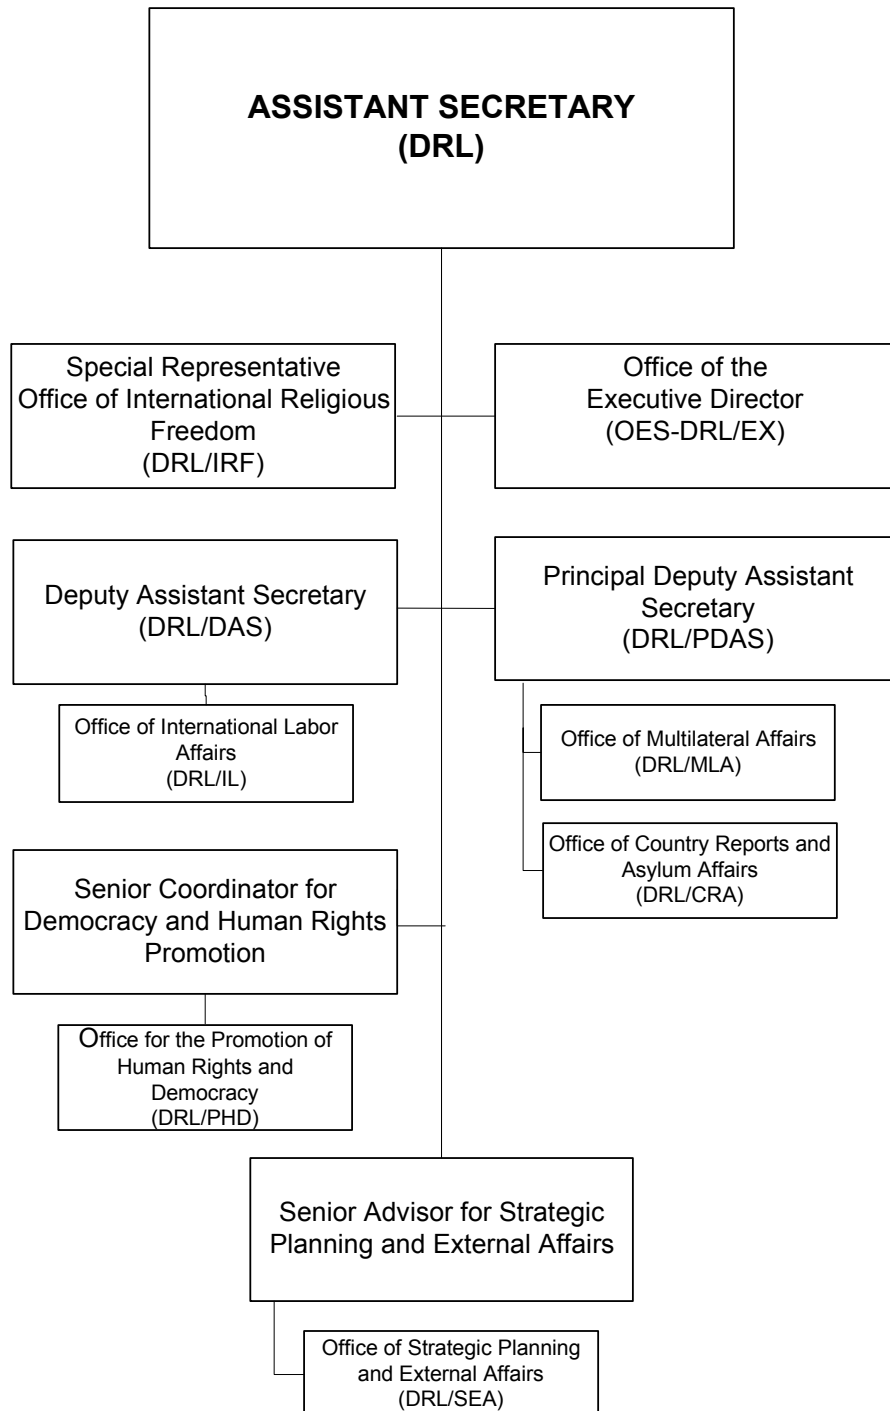 ASSISTANT SECRETARY
(DRL)
Special Representative
Office of International Religious
Freedom
(DRL/IRF)
Office of the
Executive Director
(OES-DRL/EX)
Deputy Assistant Secretary
(DRL/DAS)
Principal Deputy Assistant
Secretary
(DRL/PDAS)
Office of International Labor
Affairs
(DRL/IL)
Office of Multilateral Affairs
(DRL/MLA)
Office of Country Reports and
Asylum Affairs
(DRL/CRA)
Senior Coordinator for
Democracy and Human Rights
Promotion
Office for the Promotion of
Human Rights and
Democracy
(DRL/PHD)
Senior Advisor for Strategic
Planning and External Affairs
Office of Strategic Planning
and External Affairs
(DRL/SEA)